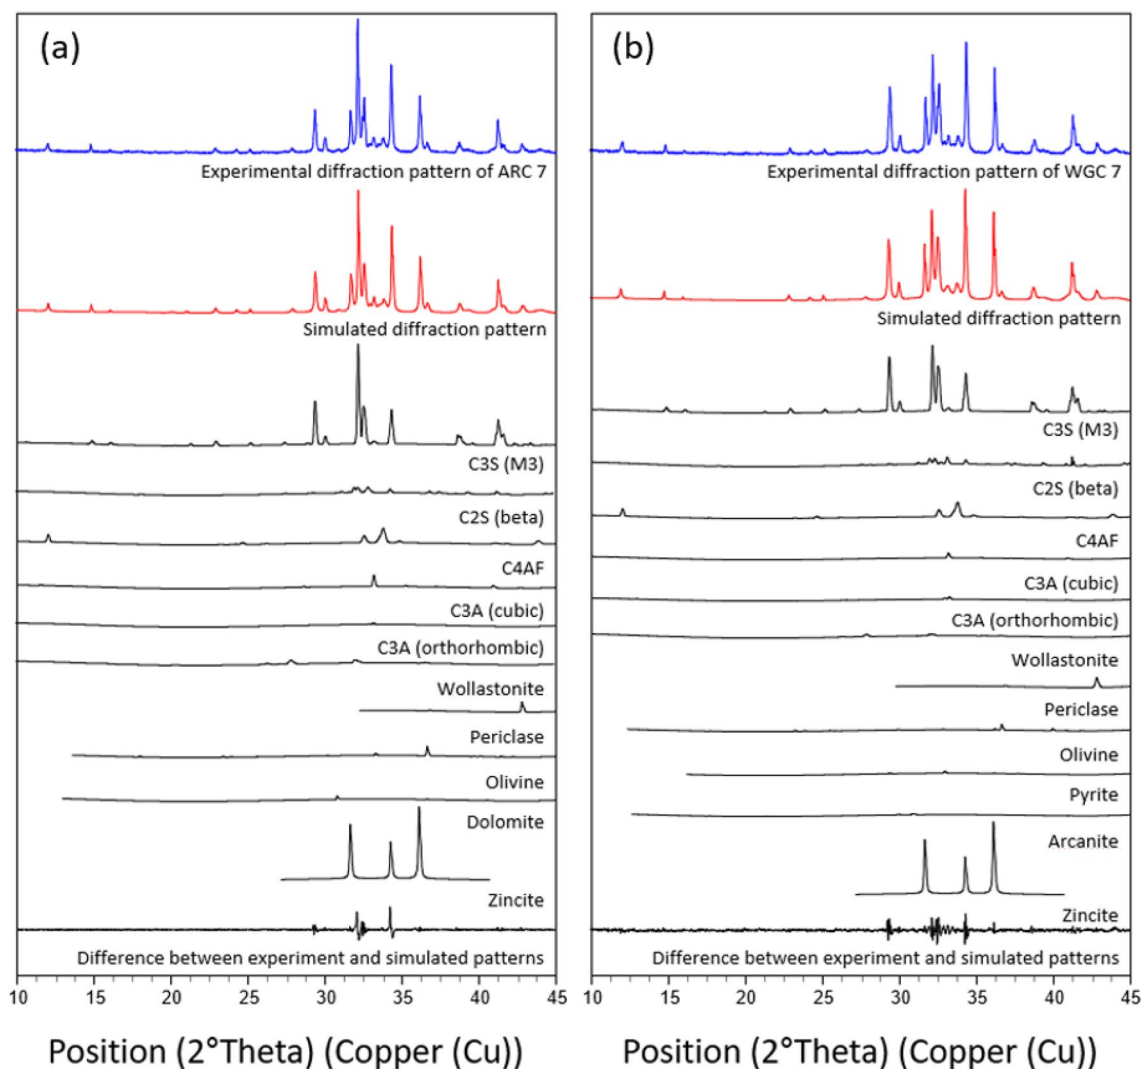 (a)
Experimental diffraction pattern of ARC 7
Simulated diffraction pattern
C3S (M3)
C2S (beta)
C4AF
C3A (cubic)
C3A (orthorhombic)
Wollastonite
Periclase
Olivine
Dolomite
Zincite
Difference between experiment and simulated patterns
10 15 20 25 30 35 40 45
Position (2°Theta) (Copper (Cu))
(b)
Experimental diffraction pattern of WGC 7
Simulated diffraction pattern
C3S (M3)
C2S (beta)
C4AF
C3A (cubic)
C3A (orthorhombic)
Wollastonite
Periclase
Olivine
Pyrite
Arcanite
Zincite
Difference between experiment and simulated patterns
10 15 20 25 30 35 40 45
Position (2°Theta) (Copper (Cu))